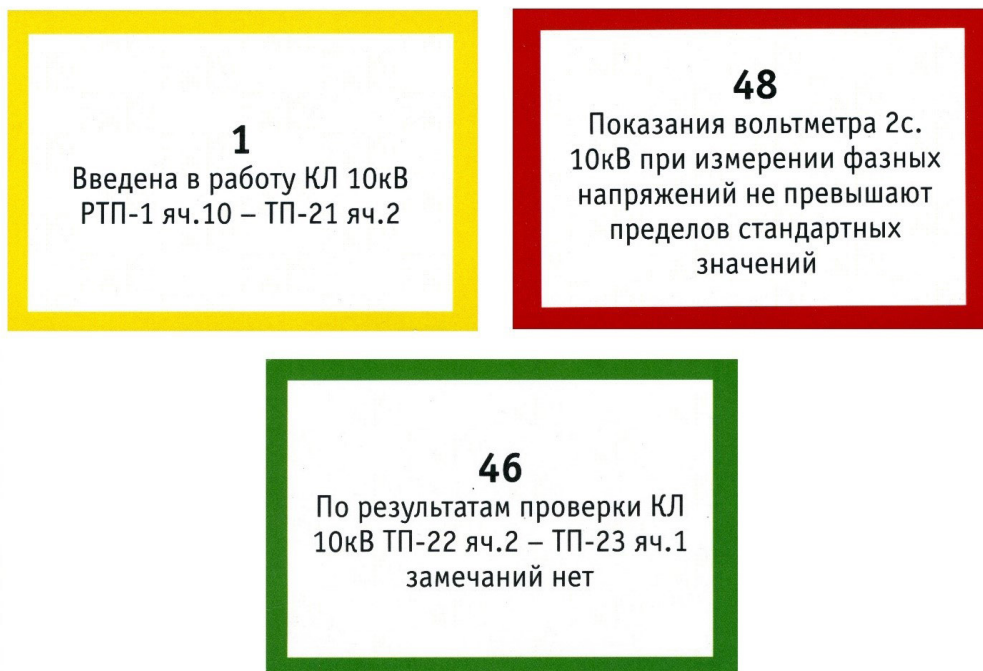 1
Введена в работу КЛ 10кВ
РТП-1 яч.10 – ТП-21 яч.2
48
Показания вольтметра 2с.
10кВ при измерении фазных
напряжений не превышают
пределов стандартных
значений
46
По результатам проверки КЛ
10кВ ТП-22 яч.2 – ТП-23 яч.1
замечаний нет